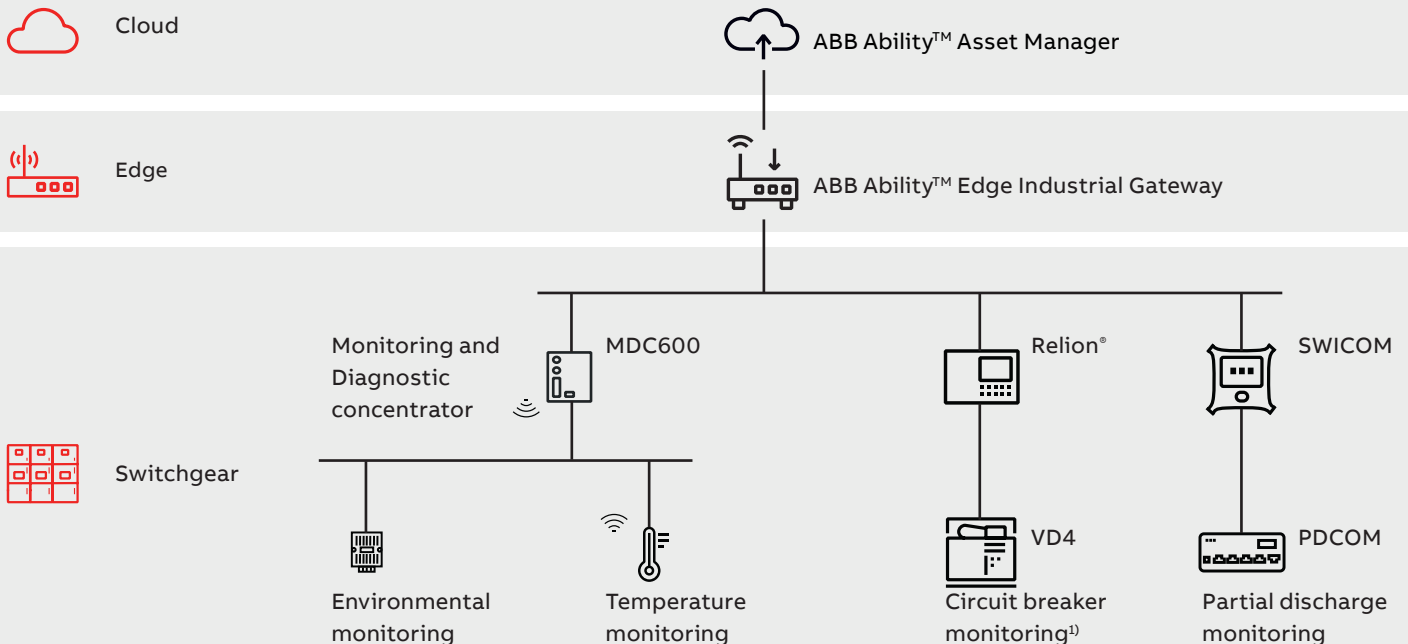 Cloud
ABB Ability™ Asset Manager
Edge
ABB Ability™ Edge Industrial Gateway
Monitoring and
Diagnostic
concentrator
MDC600
Relion®
SWICOM
Switchgear
VD4
PDCOM
Environmental
monitoring
Temperature
monitoring
Circuit breaker
monitoring¹⁾
Partial discharge
monitoring